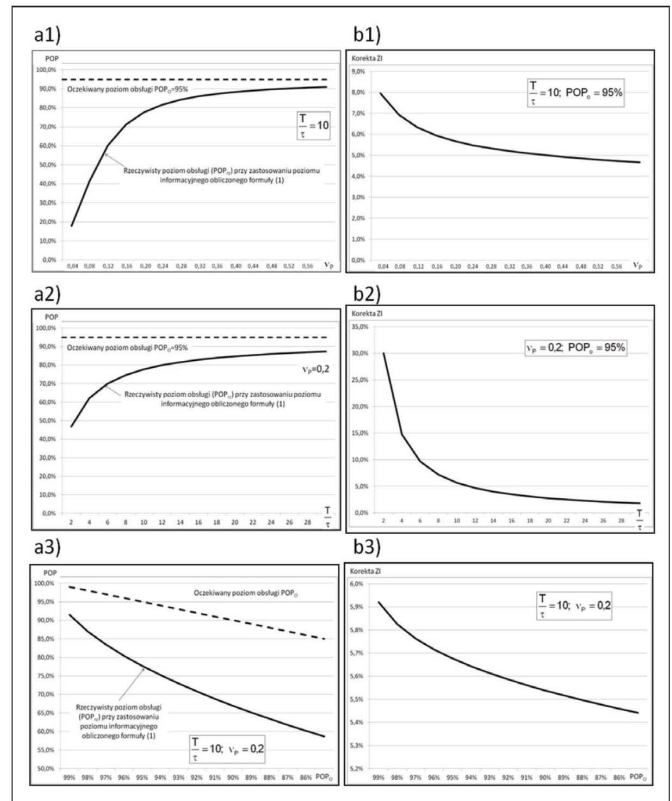 a1)
POP
100,0%
90,0%
80,0%
70,0%
60,0%
50,0%
40,0%
30,0%
20,0%
10,0%
0,0%
Oczekiwany poziom obsługi POPO=95%
T/τ = 10
Rzeczywisty poziom obsługi (POPrz) przy zastosowaniu poziomu
informacyjnego obliczonego formuły (1)
0,04 0,08 0,12 0,16 0,20 0,24 0,28 0,32 0,36 0,40 0,44 0,48 0,52 0,56 νP
b1)
Korekta ZI
8,0%
7,0%
6,0%
5,0%
4,0%
3,0%
2,0%
1,0%
0,0%
T/τ = 10; POPo = 95%
0,04 0,08 0,12 0,16 0,20 0,24 0,28 0,32 0,36 0,40 0,44 0,48 0,52 0,56 νP
a2)
POP
100,0%
90,0%
80,0%
70,0%
60,0%
50,0%
40,0%
30,0%
20,0%
10,0%
0,0%
Oczekiwany poziom obsługi POPO=95%
νP=0,2
Rzeczywisty poziom obsługi (POPrz) przy
zastosowaniu poziomu informacyjnego
obliczonego formuły (1)
2 4 6 8 10 12 14 16 18 20 22 24 26 28 T/τ
b2)
Korekta ZI
35,0%
30,0%
25,0%
20,0%
15,0%
10,0%
5,0%
0,0%
νP = 0,2; POPo = 95%
2 4 6 8 10 12 14 16 18 20 22 24 26 28 T/τ
a3)
POP
100,0%
95,0%
90,0%
85,0%
80,0%
75,0%
70,0%
65,0%
60,0%
55,0%
50,0%
Oczekiwany poziom obsługi POPO
Rzeczywisty poziom obsługi
(POPrz) przy zastosowaniu
poziomu informacyjnego
obliczonego formuły (1)
T/τ = 10; νP = 0,2
99% 98% 97% 96% 95% 94% 93% 92% 91% 90% 89% 88% 87% 86% POPO
b3)
Korekta ZI
6,0%
5,9%
5,8%
5,7%
5,6%
5,5%
5,4%
5,3%
5,2%
T/τ = 10; νP = 0,2
99% 98% 97% 96% 95% 94% 93% 92% 91% 90% 89% 88% 87% 86% POPO